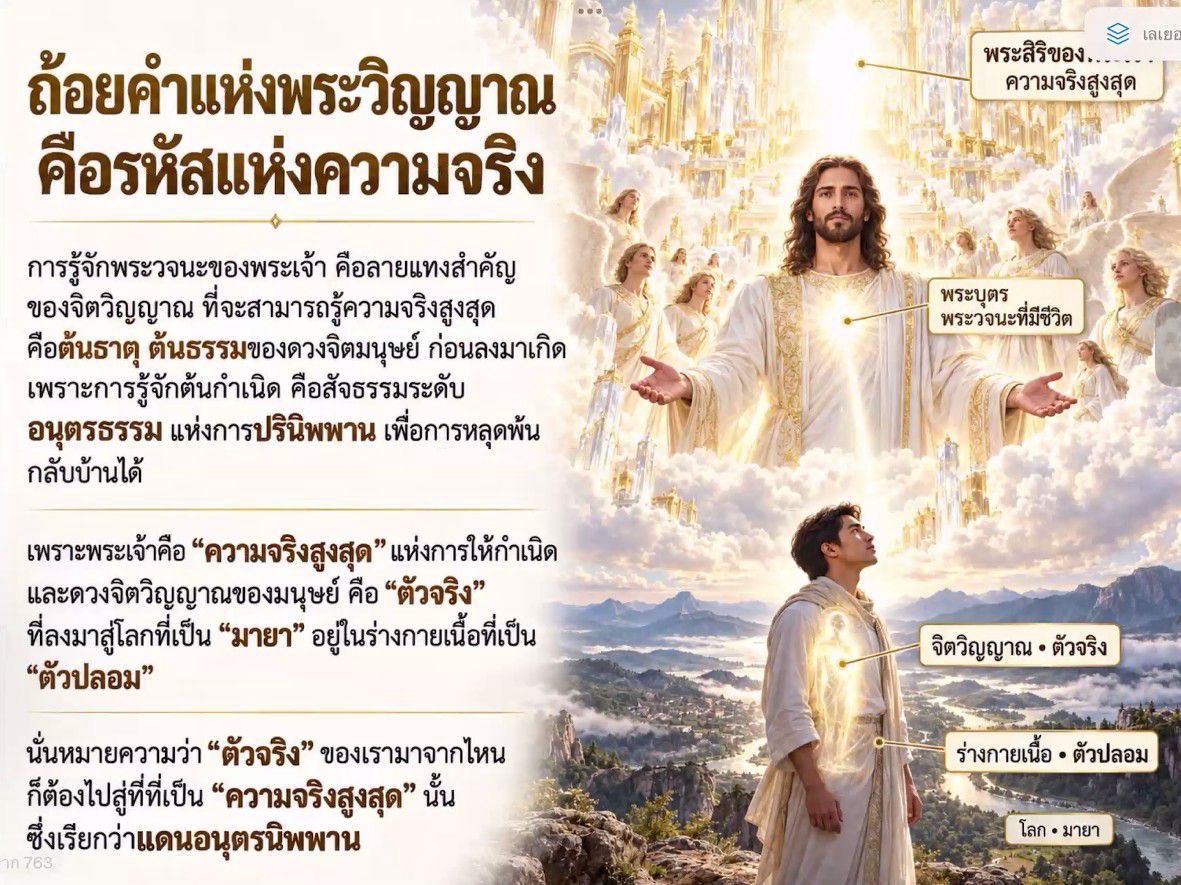 ถ้อยคำแห่งพระวิญญาณ
คือรหัสแห่งความจริง
การรู้จักพระวจนะของพระเจ้า คือลายแทงสำคัญ
ของจิตวิญญาณ ที่จะสามารถรู้ความจริงสูงสุด
คือต้นธาตุ ต้นธรรมของดวงจิตมนุษย์ ก่อนลงมาเกิด
เพราะการรู้จักต้นกำเนิด คือสัจธรรมระดับ
อนุตรธรรม แห่งการปรินิพพาน เพื่อการหลุดพ้น
กลับบ้านได้
เพราะพระเจ้าคือ “ความจริงสูงสุด” แห่งการให้กำเนิด
และดวงจิตวิญญาณของมนุษย์ คือ “ตัวจริง”
ที่ลงมาสู่โลกที่เป็น “มายา” อยู่ในร่างกายเนื้อที่เป็น
“ตัวปลอม”
นั่นหมายความว่า “ตัวจริง” ของเรามาจากไหน
ก็ต้องไปสู่ที่ที่เป็น “ความจริงสูงสุด” นั้น
ซึ่งเรียกว่าแดนอนุตรนิพพาน
763
เลเยอ
พระสิริของ
ความจริงสูงสุด
พระบุตร
พระวจนะที่มีชีวิต
จิตวิญญาณ • ตัวจริง
ร่างกายเนื้อ • ตัวปลอม
โลก • มายา